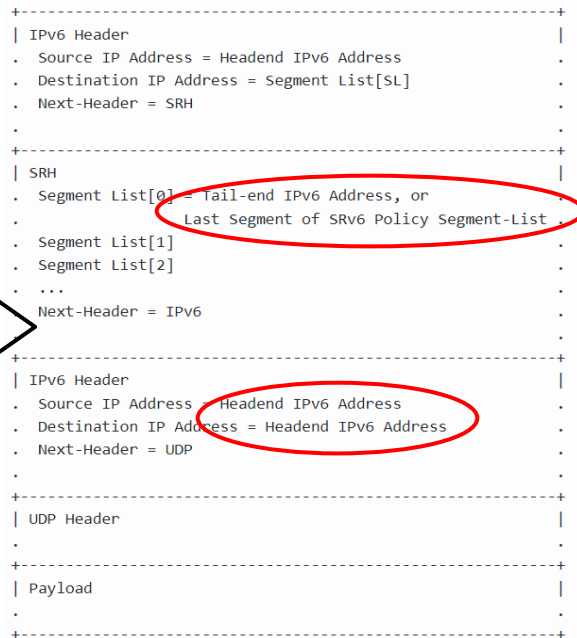 +---------------------------------------------------------------+
| IPv6 Header |
. Source IP Address = Headend IPv6 Address .
. Destination IP Address = Segment List[SL] .
. Next-Header = SRH .
. .
+---------------------------------------------------------------+
| SRH |
. Segment List[0] = Tail-end IPv6 Address, or .
. Last Segment of SRv6 Policy Segment-List .
. Segment List[1] .
. Segment List[2] .
. ... .
. Next-Header = IPv6 .
. .
+---------------------------------------------------------------+
| IPv6 Header |
. Source IP Address = Headend IPv6 Address .
. Destination IP Address = Headend IPv6 Address .
. Next-Header = UDP .
. .
+---------------------------------------------------------------+
| UDP Header |
. .
+---------------------------------------------------------------+
| Payload |
. .
+---------------------------------------------------------------+